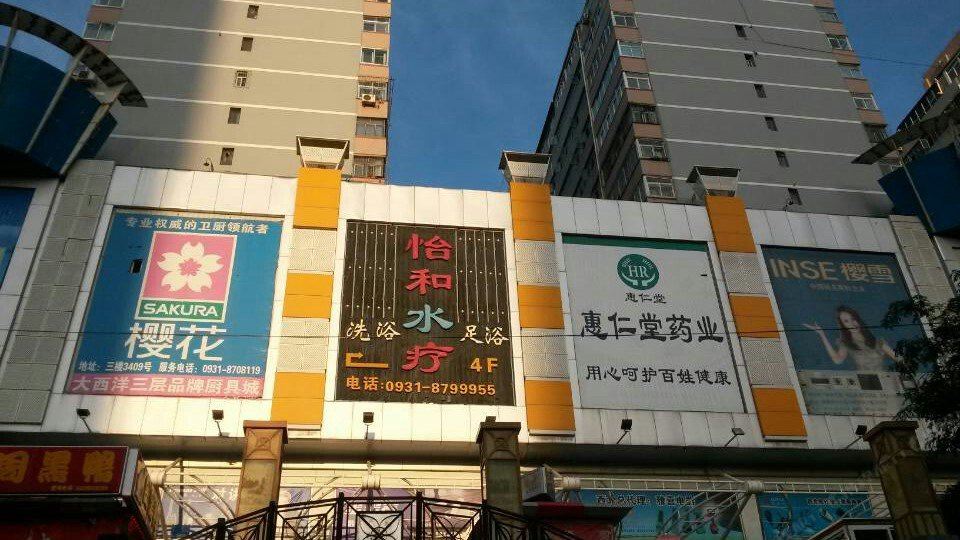 专业权威的卫厨领航者
SAKURA
樱花
地址：三楼3409号 服务电话：0931-8708119
大西洋三层品牌厨具城
怡和水疗
洗浴 足浴
4F
电话：0931-8799955
HR
惠仁堂
惠仁堂药业
用心呵护百姓健康
INSE樱雪
黑鸭